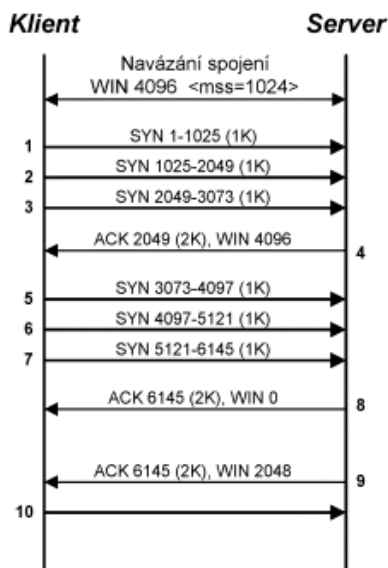 Klient Server
Navázání spojení
WIN 4096 <mss=1024>
1 SYN 1-1025 (1K)
2 SYN 1025-2049 (1K)
3 SYN 2049-3073 (1K)
ACK 2049 (2K), WIN 4096 4
5 SYN 3073-4097 (1K)
6 SYN 4097-5121 (1K)
7 SYN 5121-6145 (1K)
ACK 6145 (2K), WIN 0 8
ACK 6145 (2K), WIN 2048 9
10